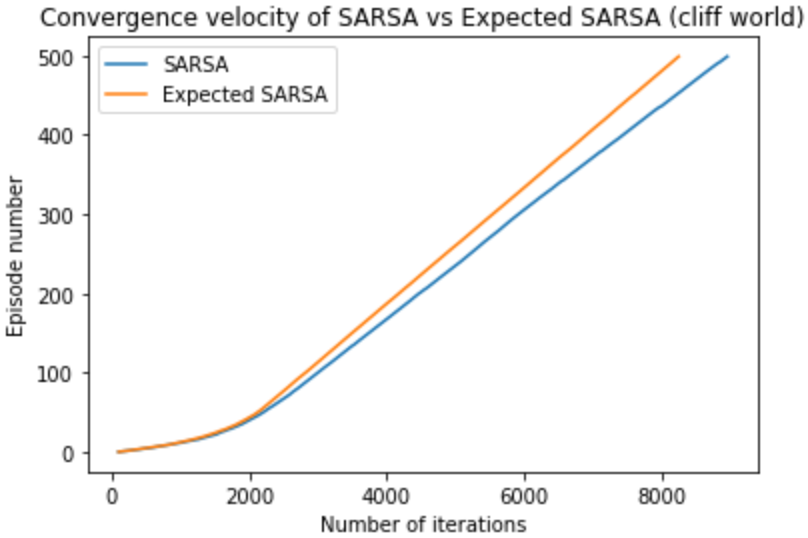 Convergence velocity of SARSA vs Expected SARSA (cliff world)
SARSA
Expected SARSA
500
400
300
200
100
0
Episode number
0 2000 4000 6000 8000
Number of iterations